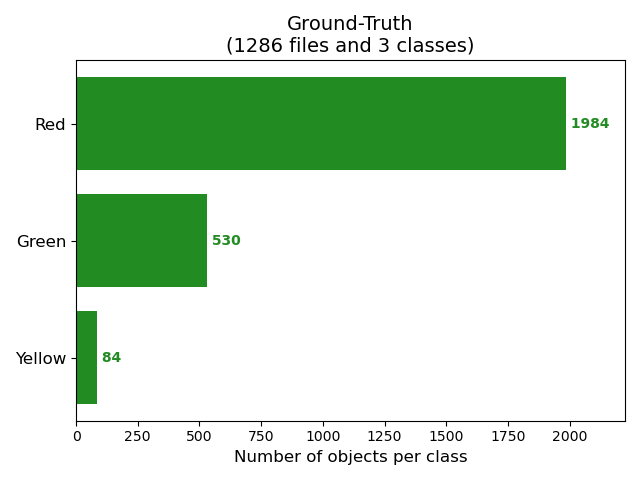 Ground-Truth
(1286 files and 3 classes)
Red
1984
Green
530
Yellow
84
0 250 500 750 1000 1250 1500 1750 2000
Number of objects per class